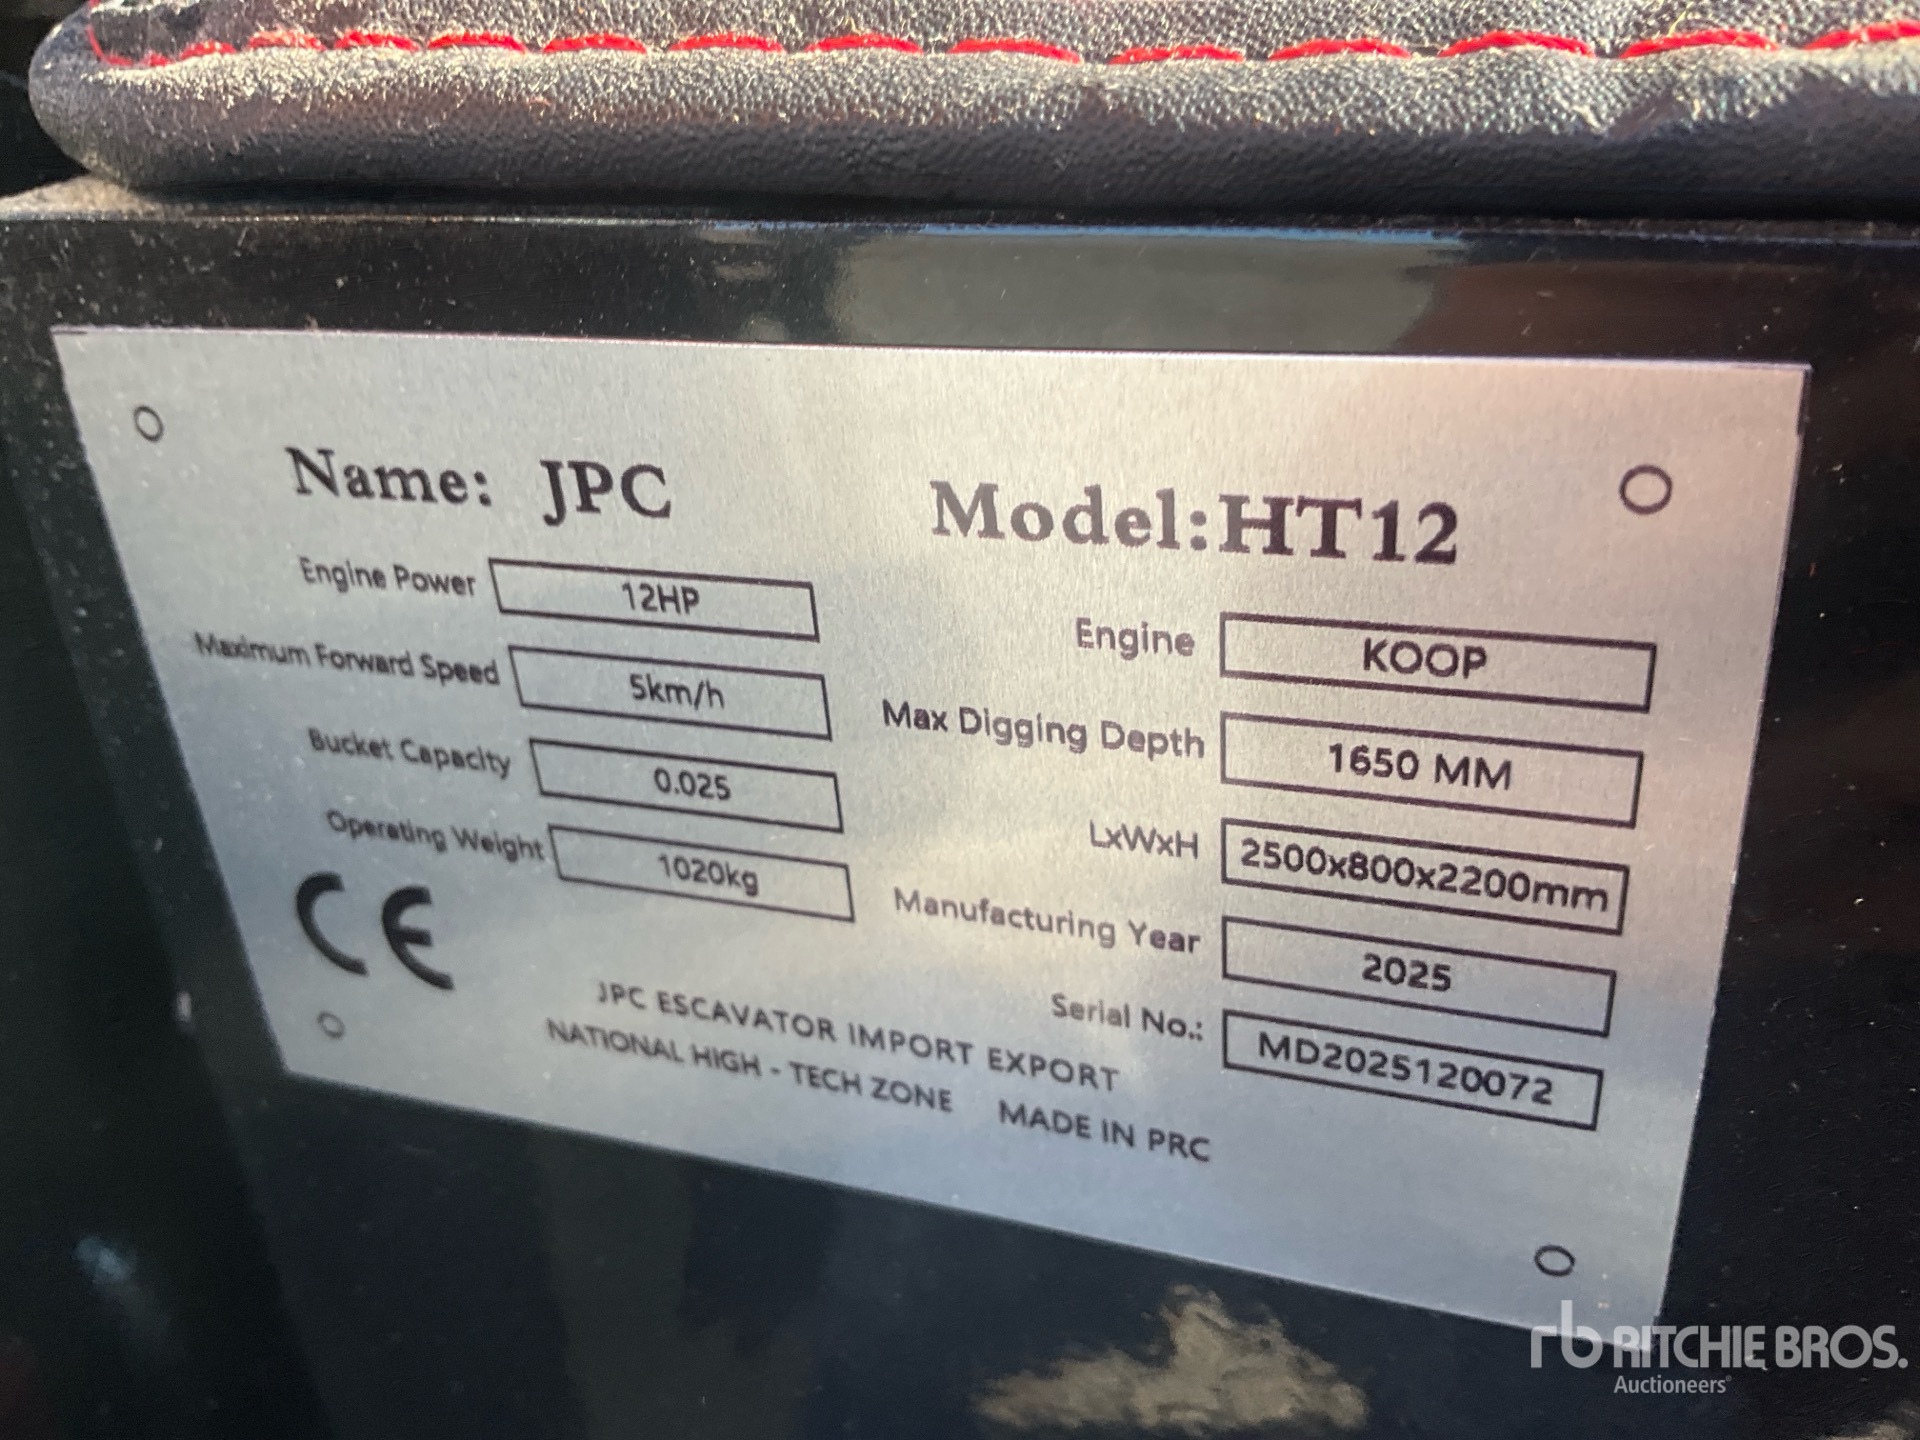 Name: JPC
Model:HT12
Engine Power 12HP
Maximum Forward Speed 5km/h
Bucket Capacity 0.025
Operating Weight 1020kg
Engine KOOP
Max Digging Depth 1650 MM
LxWxH 2500x800x2200mm
Manufacturing Year 2025
Serial No.: MD2025120072
CE
JPC ESCAVATOR IMPORT EXPORT
NATIONAL HIGH - TECH ZONE MADE IN PRC
rb RITCHIE BROS.
Auctioneers